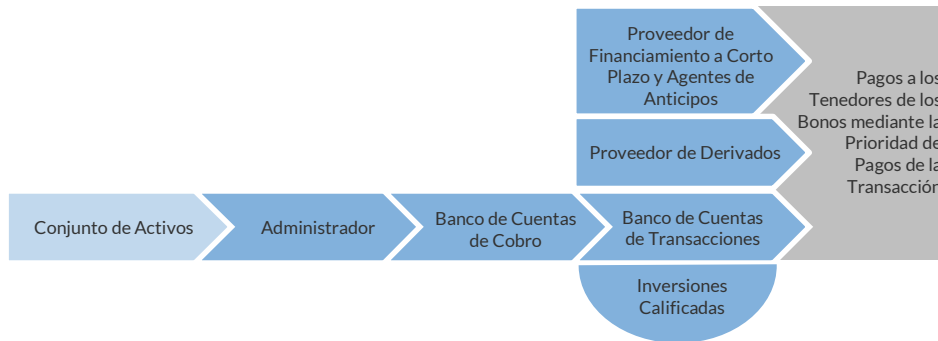 Proveedor de
Financiamiento a Corto
Plazo y Agentes de
Anticipos
Pagos a los
Tenedores de los
Bonos mediante la
Prioridad de
Pagos de la
Transacción
Proveedor de Derivados
Conjunto de Activos
Administrador
Banco de Cuentas
de Cobro
Banco de Cuentas
de Transacciones
Inversiones
Calificadas